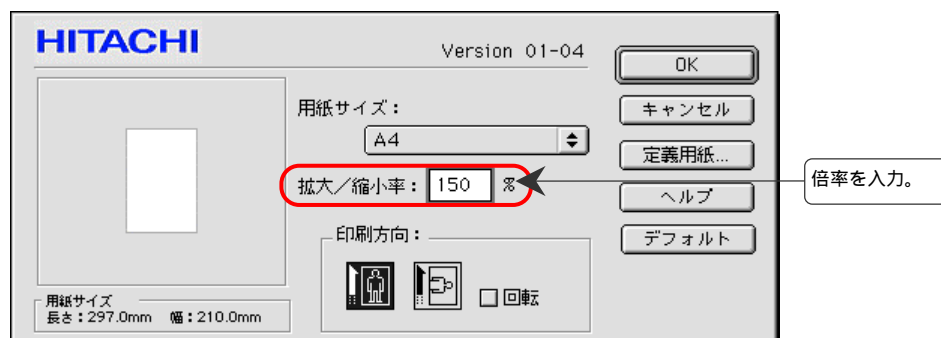 HITACHI
Version 01-04
OK
用紙サイズ：
キャンセル
A4
定義用紙...
拡大／縮小率： 150 %
倍率を入力。
ヘルプ
印刷方向：
デフォルト
回転
用紙サイズ
長さ：297.0mm 幅：210.0mm